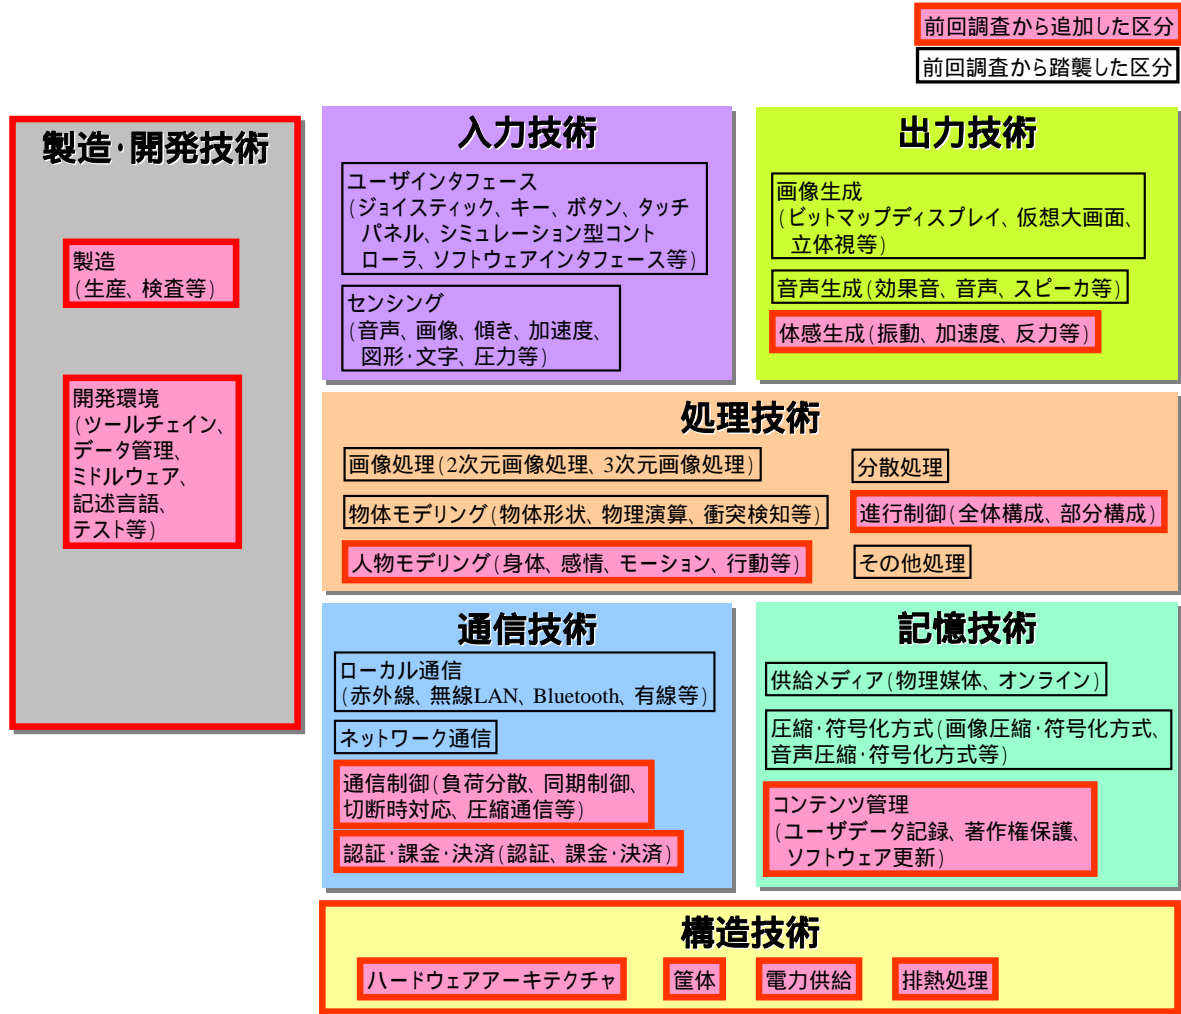 前回調査から追加した区分
前回調査から踏襲した区分
製造・開発技術
製造
(生産、検査等)
開発環境
(ツールチェイン、
データ管理、
ミドルウェア、
記述言語、
テスト等)
入力技術
ユーザインタフェース
(ジョイスティック、キー、ボタン、タッチ
パネル、シミュレーション型コント
ローラ、ソフトウェアインタフェース等)
センシング
(音声、画像、傾き、加速度、
図形・文字、圧力等)
出力技術
画像生成
(ビットマップディスプレイ、仮想大画面、
立体視等)
音声生成(効果音、音声、スピーカ等)
体感生成(振動、加速度、反力等)
処理技術
画像処理(2次元画像処理、3次元画像処理)
分散処理
物体モデリング(物体形状、物理演算、衝突検知等)
進行制御(全体構成、部分構成)
人物モデリング(身体、感情、モーション、行動等)
その他処理
通信技術
ローカル通信
(赤外線、無線LAN、Bluetooth、有線等)
ネットワーク通信
通信制御(負荷分散、同期制御、
切断時対応、圧縮通信等)
認証・課金・決済(認証、課金・決済)
記憶技術
供給メディア(物理媒体、オンライン)
圧縮・符号化方式(画像圧縮・符号化方式、
音声圧縮・符号化方式等)
コンテンツ管理
(ユーザデータ記録、著作権保護、
ソフトウェア更新)
構造技術
ハードウェアアーキテクチャ
筐体
電力供給
排熱処理